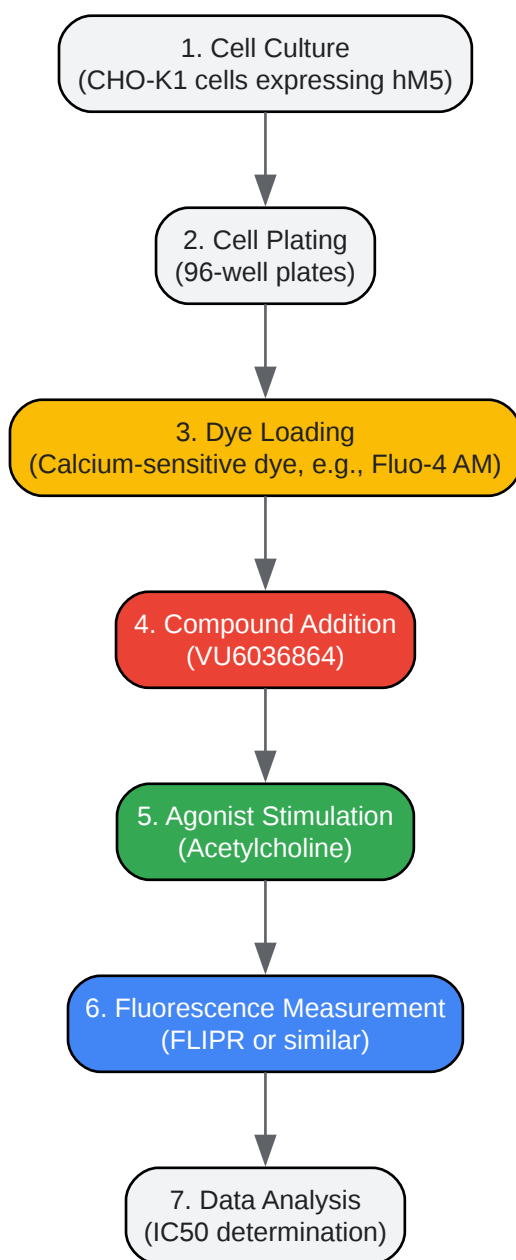 1. Cell Culture
(CHO-K1 cells expressing hM5)
2. Cell Plating
(96-well plates)
3. Dye Loading
(Calcium-sensitive dye, e.g., Fluo-4 AM)
4. Compound Addition
(VU6036864)
5. Agonist Stimulation
(Acetylcholine)
6. Fluorescence Measurement
(FLIPR or similar)
7. Data Analysis
(IC50 determination)